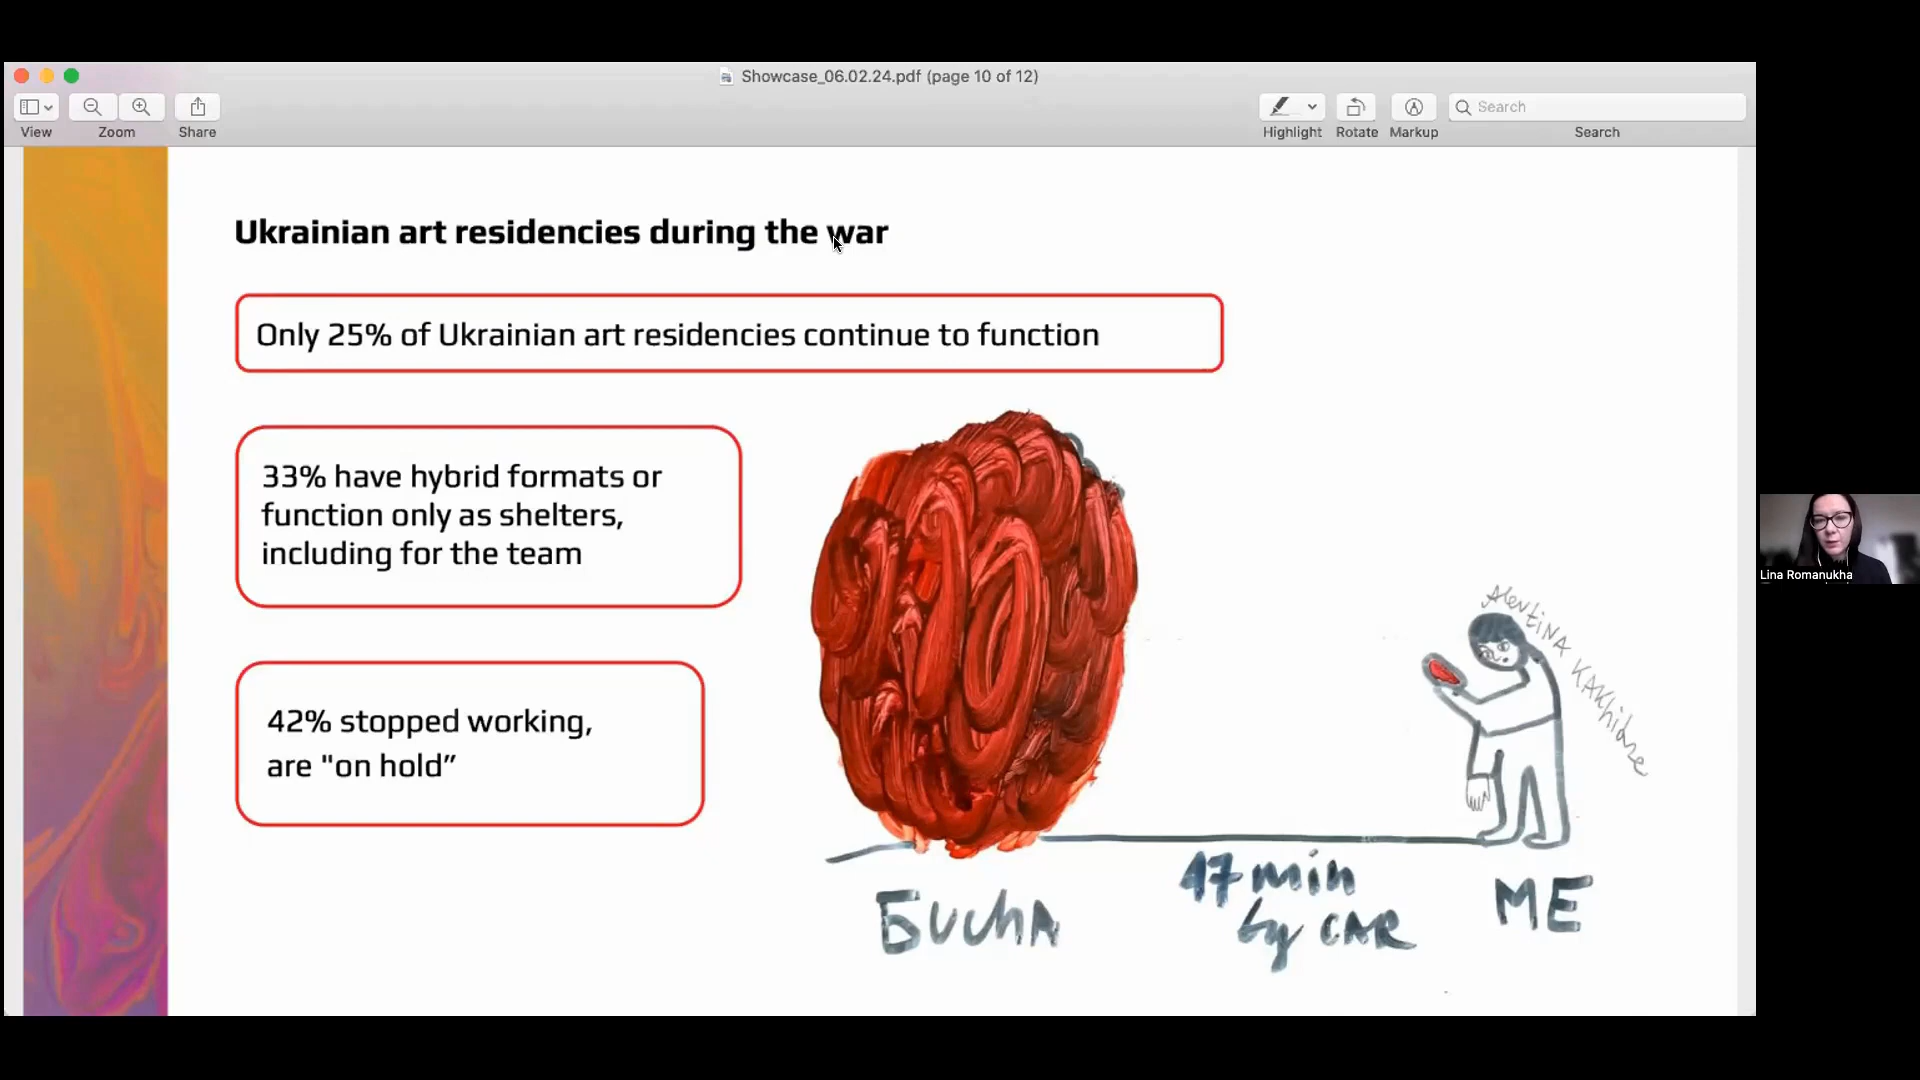 Showcase_06.02.24.pdf (page 10 of 12)
View
Zoom
Share
Highlight
Rotate
Markup
Search
Search
Ukrainian art residencies during the war
Only 25% of Ukrainian art residencies continue to function
33% have hybrid formats or
function only as shelters,
including for the team
42% stopped working,
are "on hold”
Alevtina Kakhidze
БUchA
47 min
by CAR
ME
Lina Romanukha